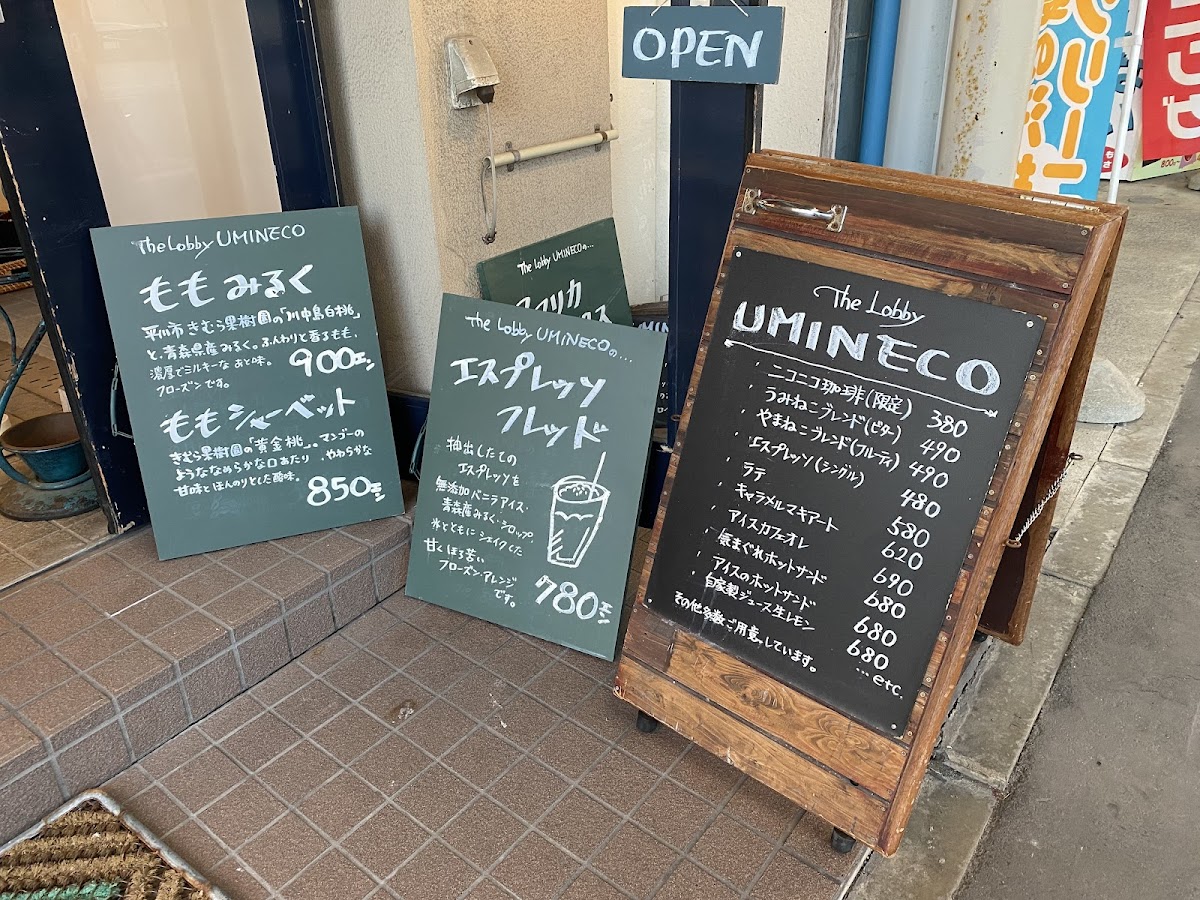 OPEN
The Lobby UMINECO
ももみるく
平川市きむら果樹園の「川中島白桃」
と、青森県産みるく。ふんわりと香るもも、
濃厚でミルキーなおと味。
フローズンです。
900
ももシャーベット
きむら果樹園の「黄金桃」。マンゴーの
ようななめらかな口あたり、やわらかな
甘味とほんのりとした酸味。
850
The Lobby UMINECOの…
The Lobby UMINECOの…
エスプレッソ
フレッド
抽出したての
エスプレッソを
無添加バニラアイス・
青森産みるく・シロップ
氷とともにシェイクした
甘くほろ苦い
フローズン・アレンジ
です。
780
The Lobby
UMINECO
ニコニコ珈琲(限定) 380
うみねこブレンド(ビター) 490
やまねこブレンド(フルーティ) 490
エスプレッソ(シングル) 480
ラテ 580
キャラメルマキアート 620
アイスカフェオレ 690
気まぐれホットサンド 680
アイスのホットサンド 680
自家製ジュース生レモン 680
その他多数ご用意しています。 …etc.